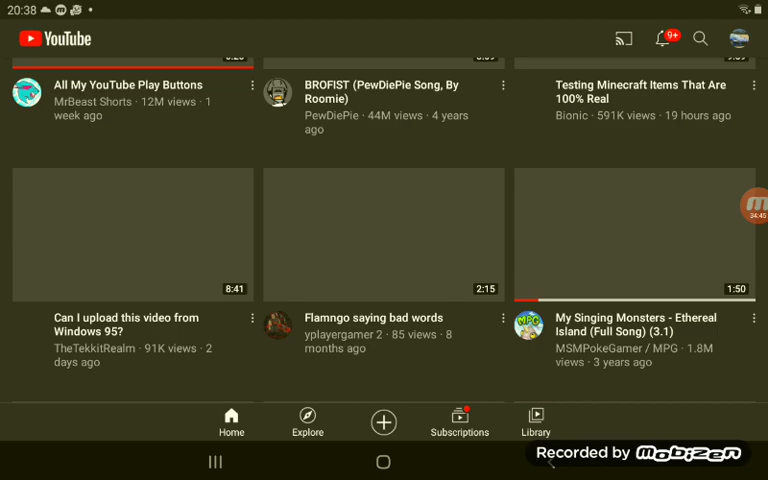 20:38
YouTube
9+
All My YouTube Play Buttons
MrBeast Shorts · 12M views · 1
week ago
BROFIST (PewDiePie Song, By
Roomie)
PewDiePie · 44M views · 4 years
ago
Testing Minecraft Items That Are
100% Real
Bionic · 591K views · 19 hours ago
34:45
8:41
2:15
1:50
Can I upload this video from
Windows 95?
TheTekkitRealm · 91K views · 2
days ago
Flamngo saying bad words
yplayergamer 2 · 85 views · 8
months ago
MPG
My Singing Monsters - Ethereal
Island (Full Song) (3.1)
MSMPokeGamer / MPG · 1.8M
views · 3 years ago
Home
Explore
Subscriptions
Library
Recorded by Mobizen